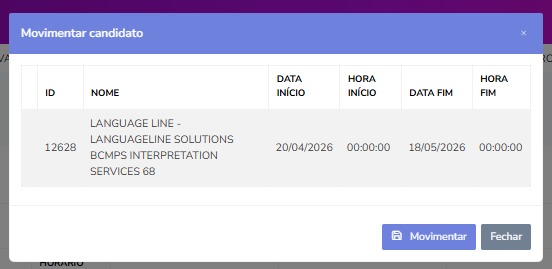 Movimentar candidato ×
ID NOME DATA INÍCIO HORA INÍCIO DATA FIM HORA FIM
12628 LANGUAGE LINE -
LANGUAGELINE SOLUTIONS
BCMPS INTERPRETATION
SERVICES 68
20/04/2026 00:00:00 18/05/2026 00:00:00
Movimentar Fechar
HORÁRIO